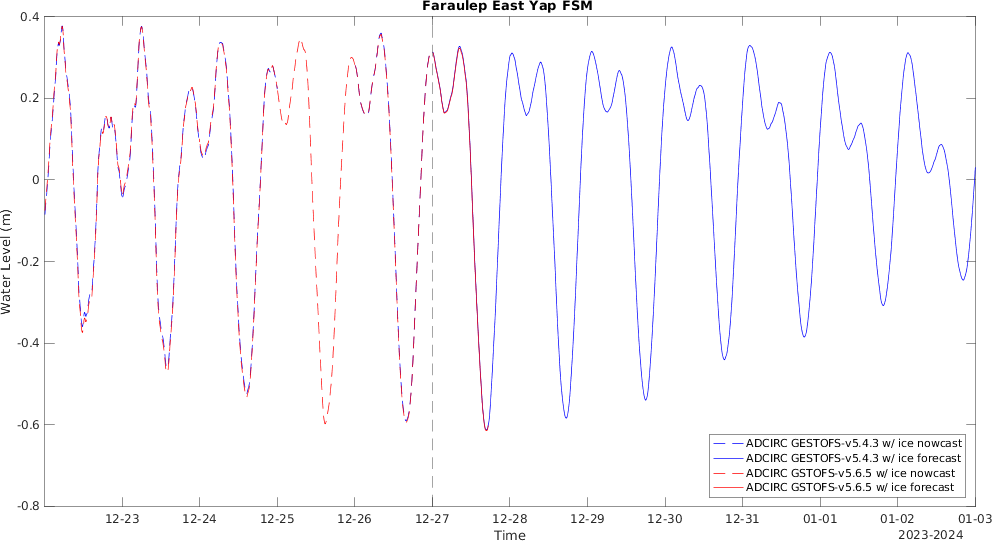 Faraulep East Yap FSM
0.4
0.2
0
-0.2
-0.4
-0.6
-0.8
Water Level (m)
ADCIRC GESTOFS-v5.4.3 w/ ice nowcast
ADCIRC GESTOFS-v5.4.3 w/ ice forecast
ADCIRC GSTOFS-v5.6.5 w/ ice nowcast
ADCIRC GSTOFS-v5.6.5 w/ ice forecast
12-23 12-24 12-25 12-26 12-27 12-28 12-29 12-30 12-31 01-01 01-02 01-03
Time
2023-2024